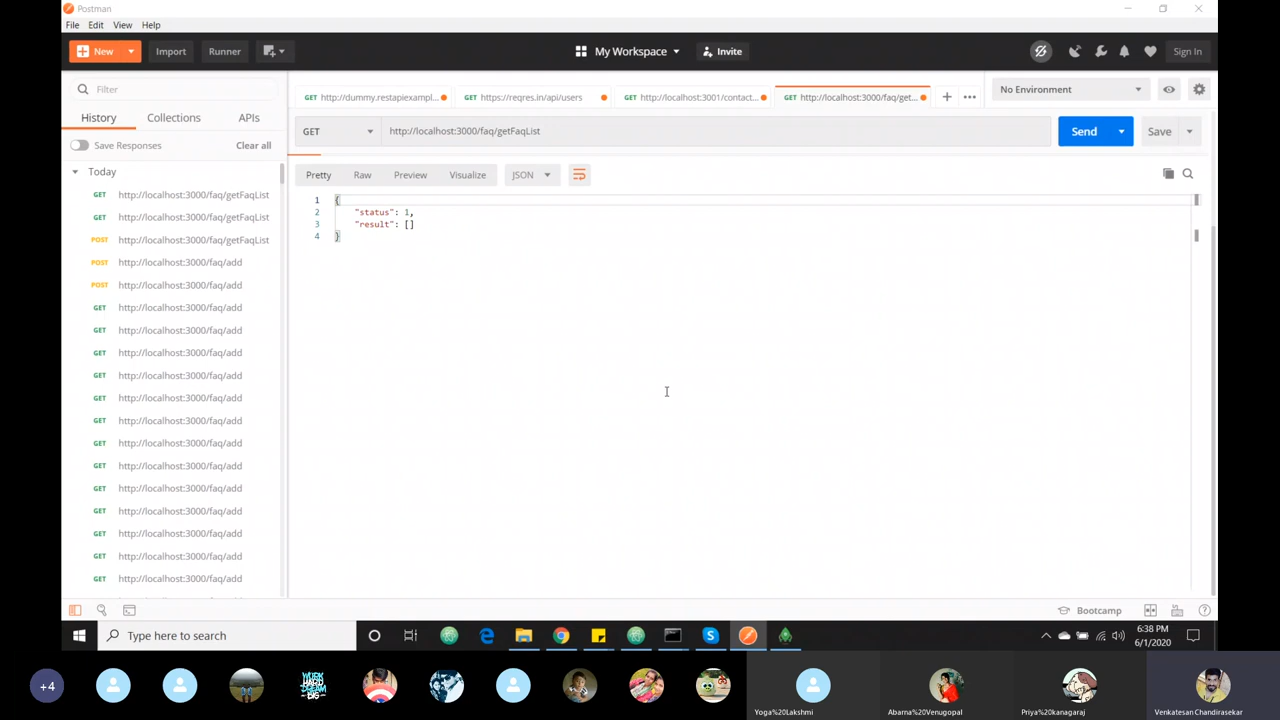 Postman
File Edit View Help
New Import Runner My Workspace Invite Sign In
Filter
History Collections APIs
Save Responses Clear all
Today
GET http://localhost:3000/faq/getFaqList
GET http://localhost:3000/faq/getFaqList
POST http://localhost:3000/faq/getFaqList
POST http://localhost:3000/faq/add
POST http://localhost:3000/faq/add
GET http://localhost:3000/faq/add
GET http://localhost:3000/faq/add
GET http://localhost:3000/faq/add
GET http://localhost:3000/faq/add
GET http://localhost:3000/faq/add
GET http://localhost:3000/faq/add
GET http://localhost:3000/faq/add
GET http://localhost:3000/faq/add
GET http://localhost:3000/faq/add
GET http://localhost:3000/faq/add
GET http://localhost:3000/faq/add
GET http://localhost:3000/faq/add
GET http://localhost:3000/faq/add
GET http://dummy.restapiexampl... GET https://reqres.in/api/users GET http://localhost:3001/contact... GET http://localhost:3000/faq/get... No Environment
GET http://localhost:3000/faq/getFaqList Send Save
Pretty Raw Preview Visualize JSON
1 {
2 "status": 1,
3 "result": []
4 }
Bootcamp
Type here to search
6:38 PM
6/1/2020
+4
Yoga%20Lakshmi Abarna%20Venugopal Priya%20kanagaraj Venkatesan Chandirasekar